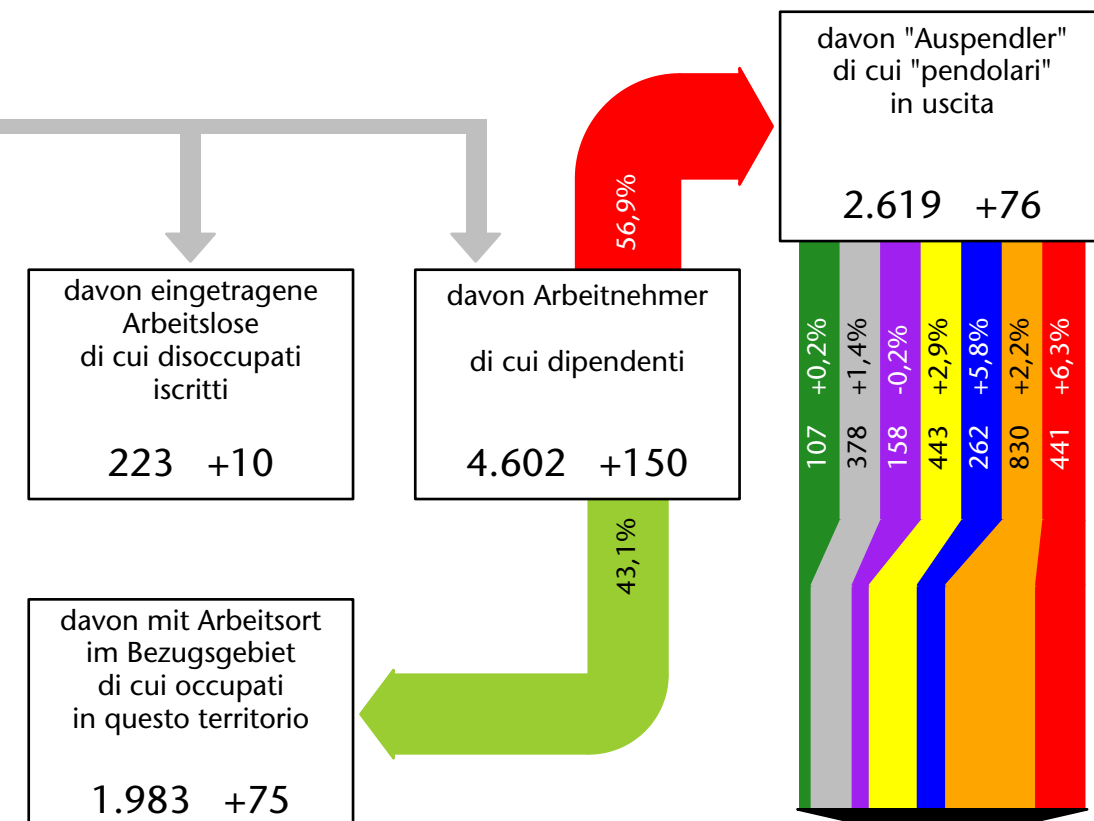 davon "Auspendler"
di cui "pendolari"
in uscita
2.619 +76
56,9%
davon eingetragene
Arbeitslose
di cui disoccupati
iscritti
223 +10
davon Arbeitnehmer
di cui dipendenti
4.602 +150
107 +0,2%
378 +1,4%
158 -0,2%
443 +2,9%
262 +5,8%
830 +2,2%
441 +6,3%
43,1%
davon mit Arbeitsort
im Bezugsgebiet
di cui occupati
in questo territorio
1.983 +75